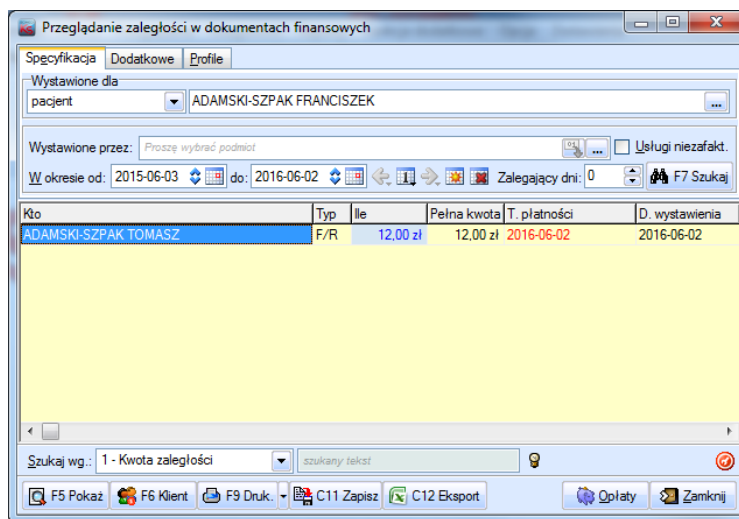 Przeglądanie zaległości w dokumentach finansowych
Specyfikacja Dodatkowe Profile
Wystawione dla
pacjent ADAMSKI-SZPAK FRANCISZEK ...
Wystawione przez: Proszę wybrać podmiot ... Usługi niezafakt.
W okresie od: 2015-06-03 do: 2016-06-02 1 Zalegający dni: 0 F7 Szukaj
Kto Typ Ile Pełna kwota T. płatności D. wystawienia
ADAMSKI-SZPAK TOMASZ F/R 12,00 zł 12,00 zł 2016-06-02 2016-06-02
Szukaj wg.: 1 - Kwota zaległości szukany tekst
F5 Pokaż F6 Klient F9 Druk. C11 Zapisz C12 Eksport Opłaty Zamknij